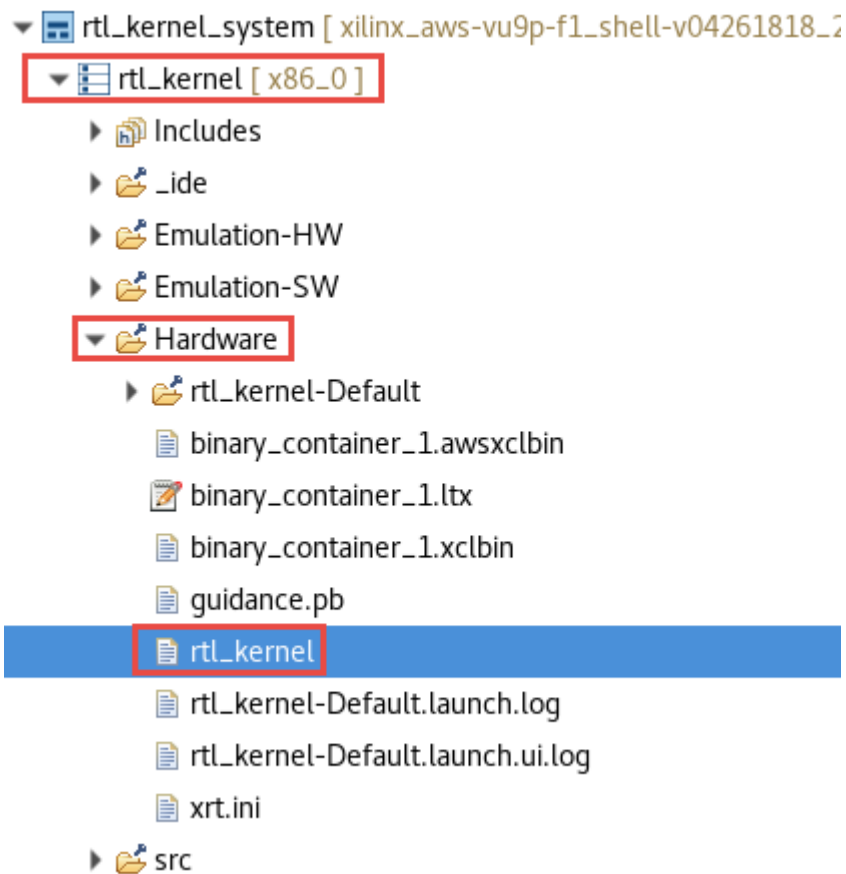 rtl_kernel_system [ xilinx_aws-vu9p-f1_shell-v04261818_2
rtl_kernel [ x86_0 ]
Includes
_ide
Emulation-HW
Emulation-SW
Hardware
rtl_kernel-Default
binary_container_1.awsxclbin
binary_container_1.ltx
binary_container_1.xclbin
guidance.pb
rtl_kernel
rtl_kernel-Default.launch.log
rtl_kernel-Default.launch.ui.log
xrt.ini
src